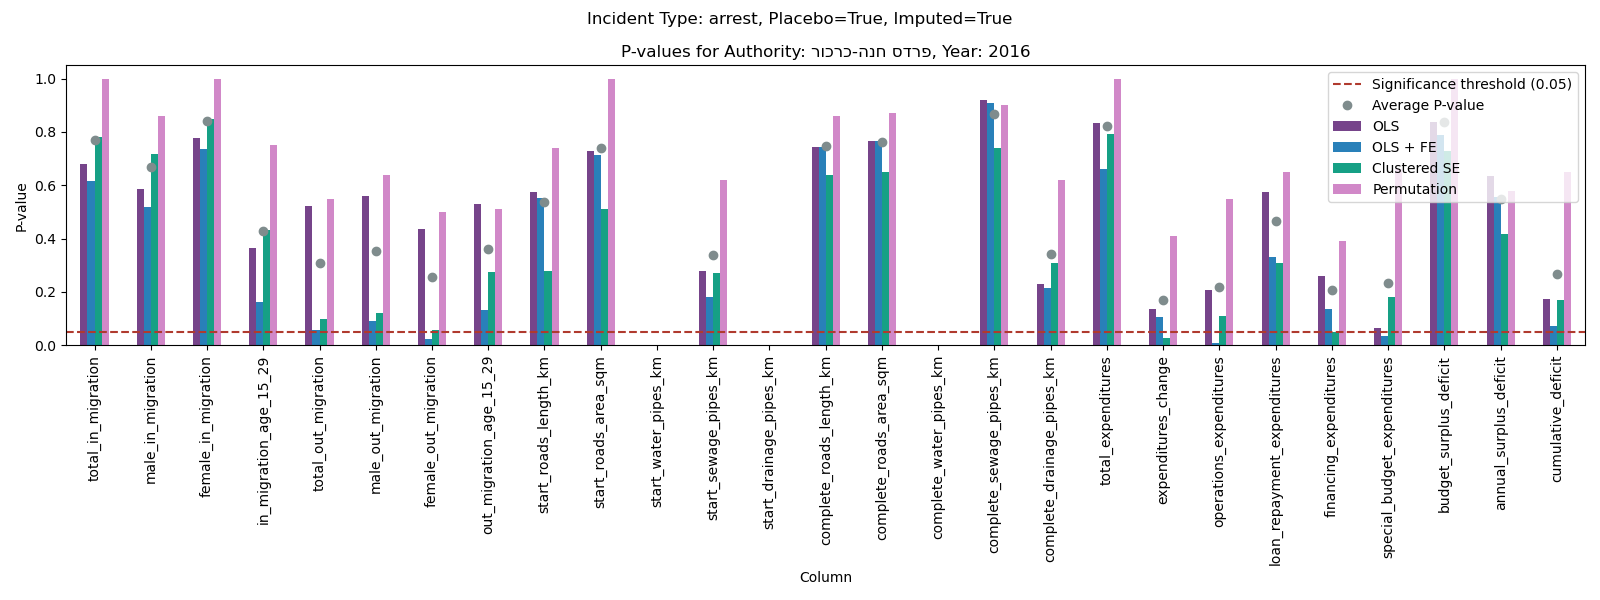 Incident Type: arrest, Placebo=True, Imputed=True
P-values for Authority: פרדס חנה-כרכור, Year: 2016
P-value
1.0
0.8
0.6
0.4
0.2
0.0
Significance threshold (0.05)
Average P-value
OLS
OLS + FE
Clustered SE
Permutation
total_in_migration
male_in_migration
female_in_migration
in_migration_age_15_29
total_out_migration
male_out_migration
female_out_migration
out_migration_age_15_29
start_roads_length_km
start_roads_area_sqm
start_water_pipes_km
start_sewage_pipes_km
start_drainage_pipes_km
complete_roads_length_km
complete_roads_area_sqm
complete_water_pipes_km
complete_sewage_pipes_km
complete_drainage_pipes_km
total_expenditures
expenditures_change
operations_expenditures
loan_repayment_expenditures
financing_expenditures
special_budget_expenditures
budget_surplus_deficit
annual_surplus_deficit
cumulative_deficit
Column